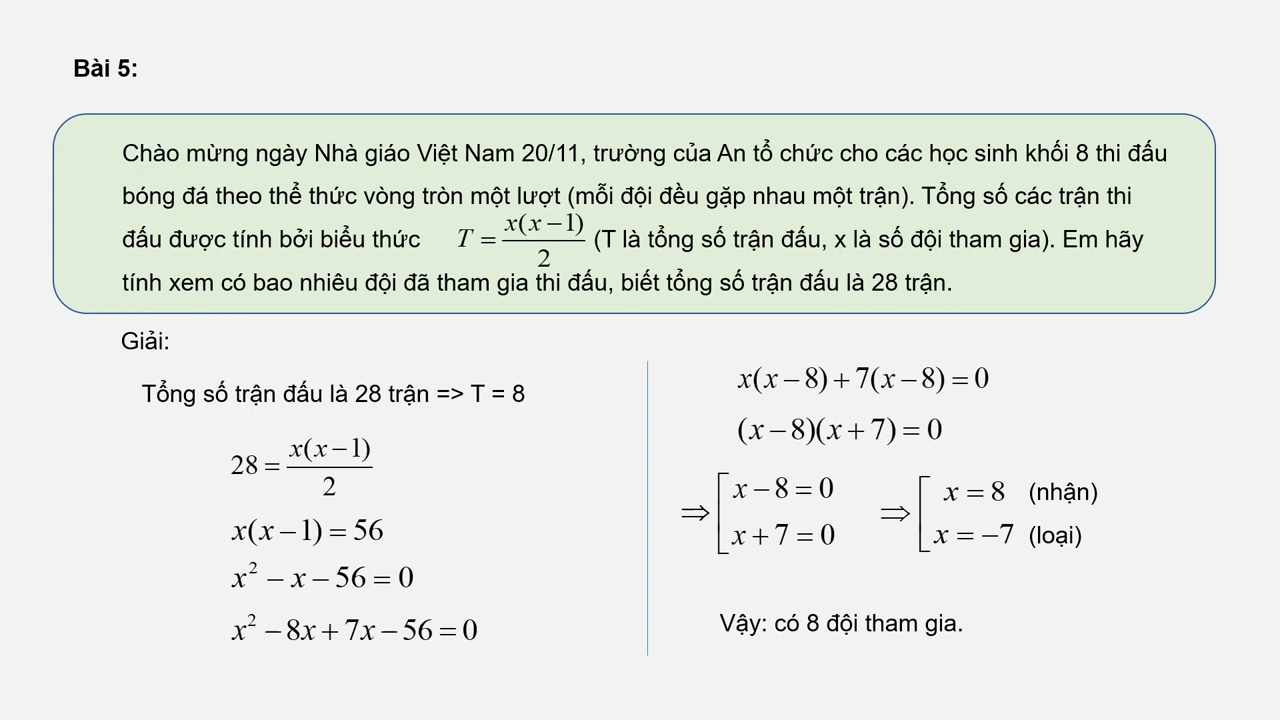 Bài 5:
Chào mừng ngày Nhà giáo Việt Nam 20/11, trường của An tổ chức cho các học sinh khối 8 thi đấu
bóng đá theo thể thức vòng tròn một lượt (mỗi đội đều gặp nhau một trận). Tổng số các trận thi
đấu được tính bởi biểu thức T = x(x − 1)/2 (T là tổng số trận đấu, x là số đội tham gia). Em hãy
tính xem có bao nhiêu đội đã tham gia thi đấu, biết tổng số trận đấu là 28 trận.
Giải:
Tổng số trận đấu là 28 trận => T = 8
28 = x(x − 1)/2
x(x − 1) = 56
x² − x − 56 = 0
x² − 8x + 7x − 56 = 0
x(x − 8) + 7(x − 8) = 0
(x − 8)(x + 7) = 0
⇒ [ x − 8 = 0 ⇒ [ x = 8 (nhận)
x + 7 = 0 x = −7 (loại)
Vậy: có 8 đội tham gia.